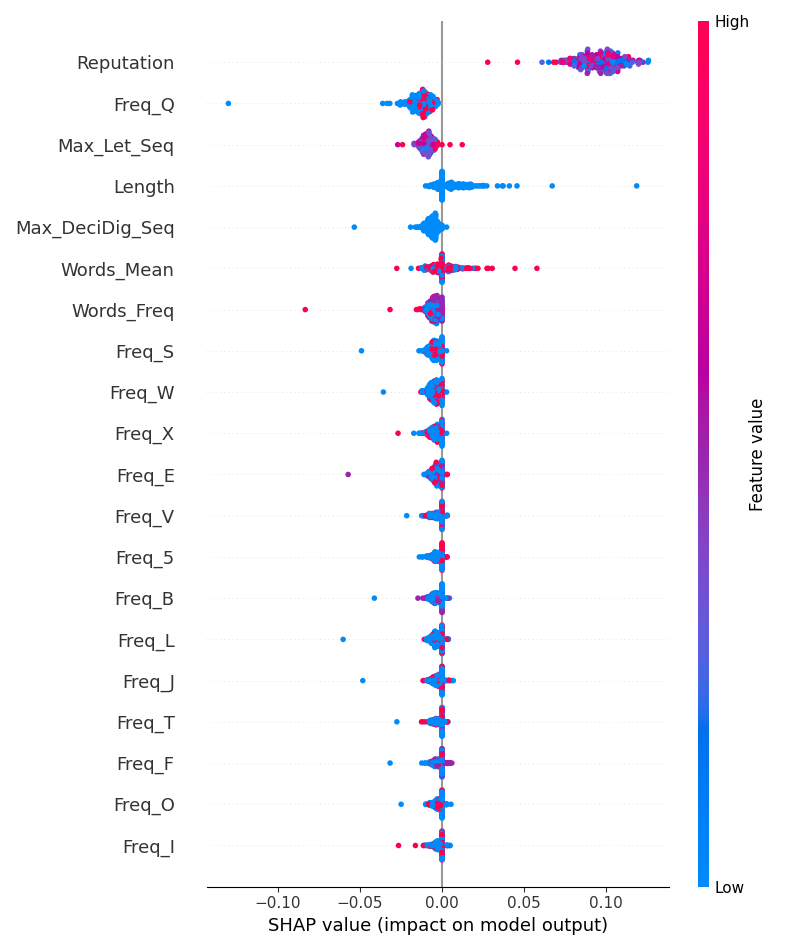 High
Reputation
Freq_Q
Max_Let_Seq
Length
Max_DeciDig_Seq
Words_Mean
Words_Freq
Freq_S
Freq_W
Freq_X
Freq_E
Freq_V
Freq_5
Freq_B
Freq_L
Freq_J
Freq_T
Freq_F
Freq_O
Freq_I
Feature value
Low
−0.10 −0.05 0.00 0.05 0.10
SHAP value (impact on model output)